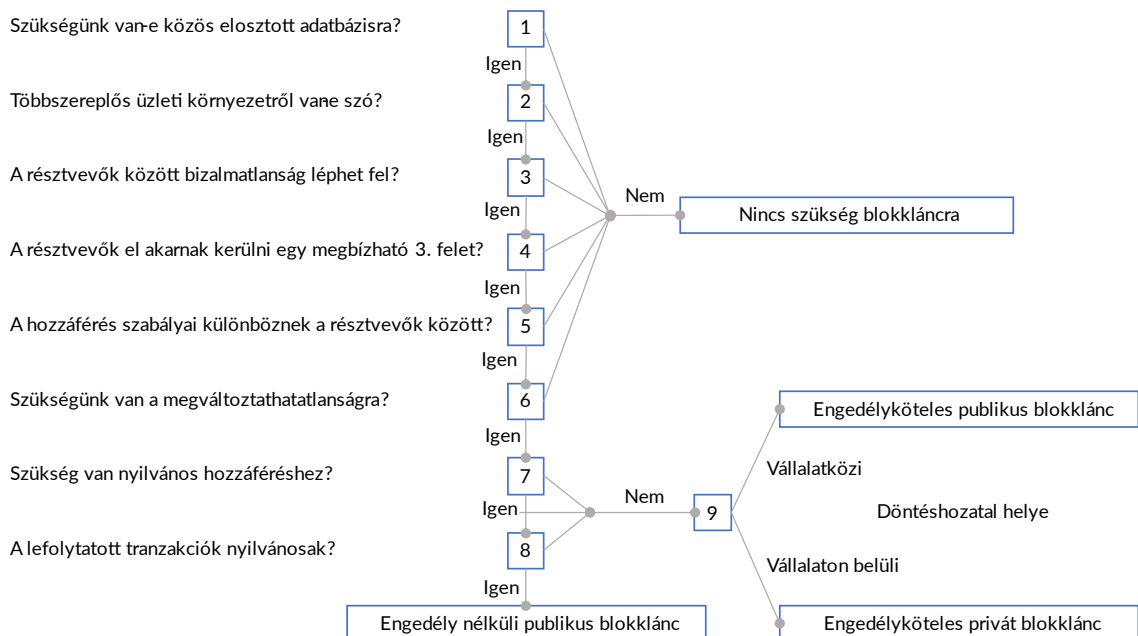 Szükségünk van-e közös elosztott adatbázisra?
1
Igen
Többszereplős üzleti környezetről van-e szó?
2
Igen
A résztvevők között bizalmatlanság léphet fel?
3
Nem
Igen
Nincs szükség blokkláncra
A résztvevők el akarnak kerülni egy megbízható 3. felet?
4
Igen
A hozzáférés szabályai különböznek a résztvevők között?
5
Igen
Szükségünk van a megváltoztathatatlanságra?
6
Engedélyköteles publikus blokklánc
Igen
Szükség van nyilvános hozzáféréshez?
7
Vállalatközi
Igen
Nem
9
Döntéshozatal helye
A lefolytatott tranzakciók nyilvánosak?
8
Vállalaton belüli
Igen
Engedély nélküli publikus blokklánc
Engedélyköteles privát blokklánc